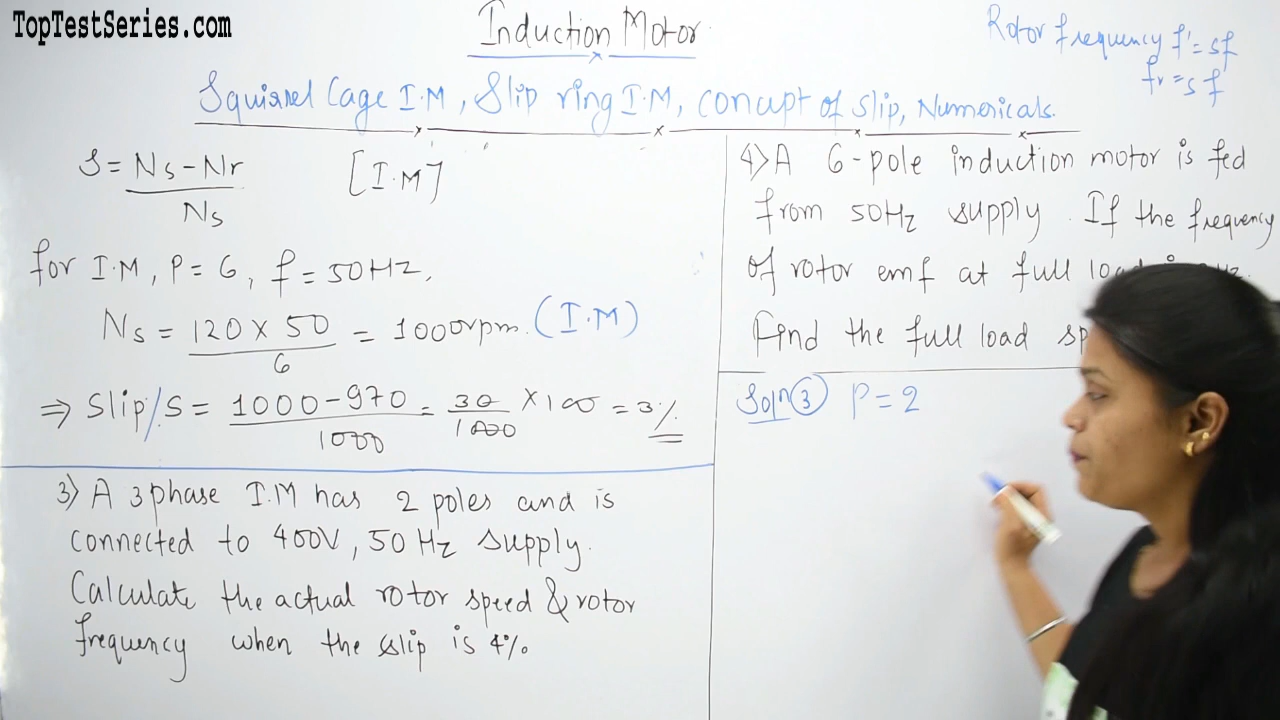 TopTestSeries.com
Induction Motor
Rotor frequency f' = sf
fr = sf
Squirrel Cage I.M, Slip ring I.M, concept of slip, Numericals.
S = Ns - Nr
Ns
[I.M]
for I.M, P = 6, f = 50Hz,
Ns = 120 × 50 = 1000rpm. (I.M)
6
⇒ Slip/S = 1000 - 970 = 30 × 100 = 3%
1000 1000
3) A 3 phase I.M has 2 poles and is
connected to 400V, 50 Hz supply.
Calculate the actual rotor speed & rotor
frequency when the slip is 4%
4) A 6-pole induction motor is fed
from 50Hz supply. If the frequency
of rotor emf at full load
Find the full load
Soln 3 P = 2